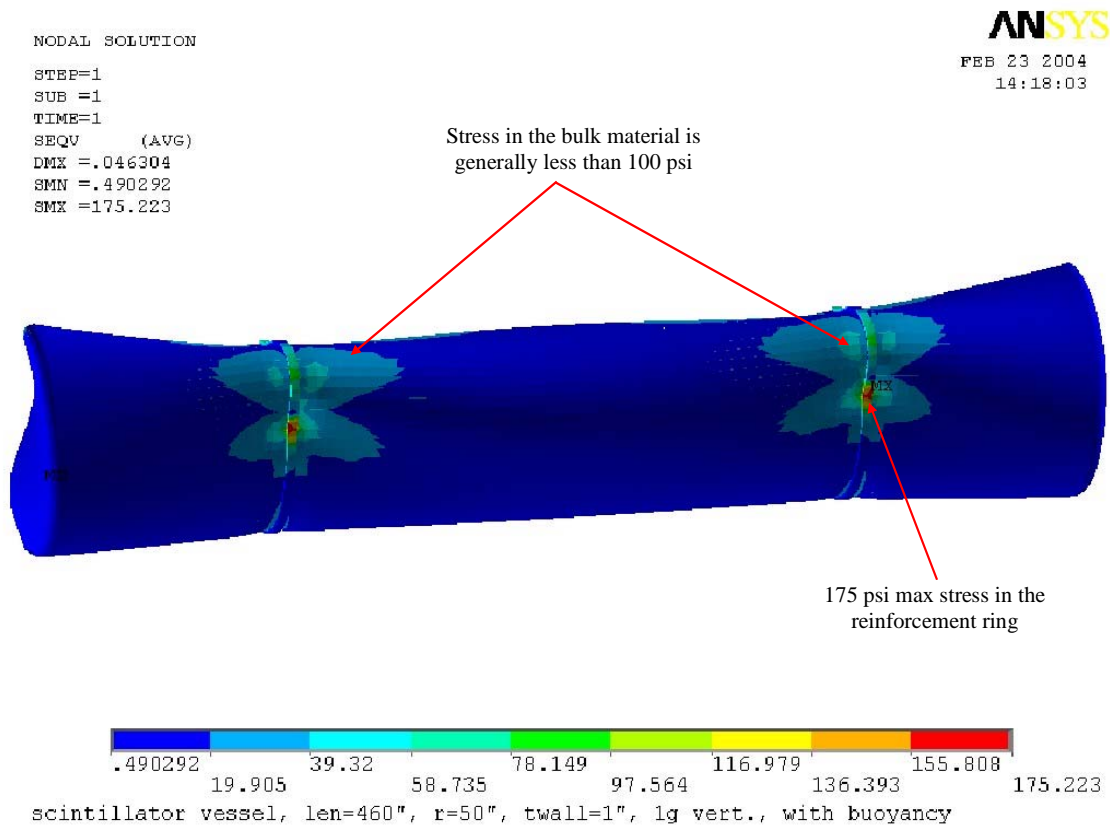 ANSYS
NODAL SOLUTION
FEB 23 2004
14:18:03
STEP=1
SUB =1
TIME=1
SEQV (AVG)
DMX =.046304
SMN =.490292
SMX =175.223
Stress in the bulk material is
generally less than 100 psi
MX
175 psi max stress in the
reinforcement ring
.490292 39.32 78.149 116.979 155.808
19.905 58.735 97.564 136.393 175.223
scintillator vessel, len=460", r=50", twall=1", 1g vert., with buoyancy